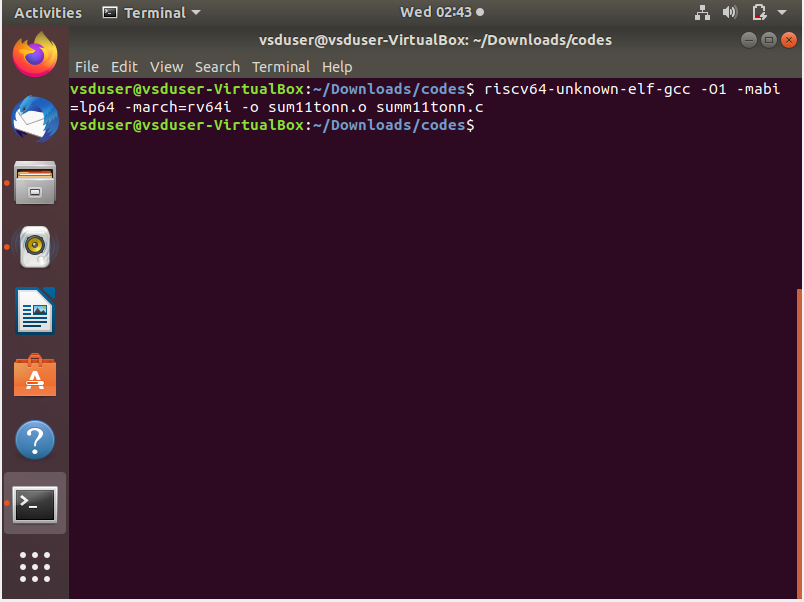 Activities Terminal Wed 02:43
vsduser@vsduser-VirtualBox: ~/Downloads/codes
File Edit View Search Terminal Help
vsduser@vsduser-VirtualBox:~/Downloads/codes$ riscv64-unknown-elf-gcc -O1 -mabi
=lp64 -march=rv64i -o sum11tonn.o summ11tonn.c
vsduser@vsduser-VirtualBox:~/Downloads/codes$